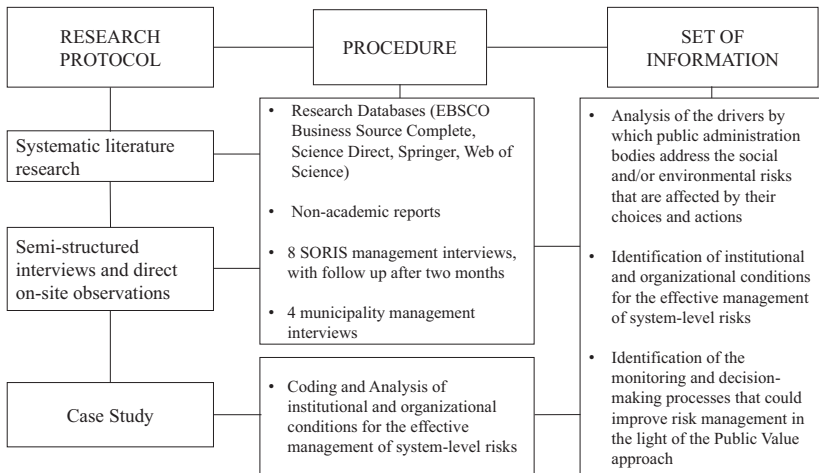 RESEARCH
PROTOCOL
PROCEDURE
SET OF
INFORMATION
Systematic literature
research
Semi-structured
interviews and direct
on-site observations
Case Study
• Research Databases (EBSCO
Business Source Complete,
Science Direct, Springer, Web of
Science)
• Non-academic reports
• 8 SORIS management interviews,
with follow up after two months
• 4 municipality management
interviews
• Coding and Analysis of
institutional and organizational
conditions for the effective
management of system-level risks
• Analysis of the drivers by
which public administration
bodies address the social
and/or environmental risks
that are affected by their
choices and actions
• Identification of institutional
and organizational conditions
for the effective management
of system-level risks
• Identification of the
monitoring and decision-
making processes that could
improve risk management in
the light of the Public Value
approach